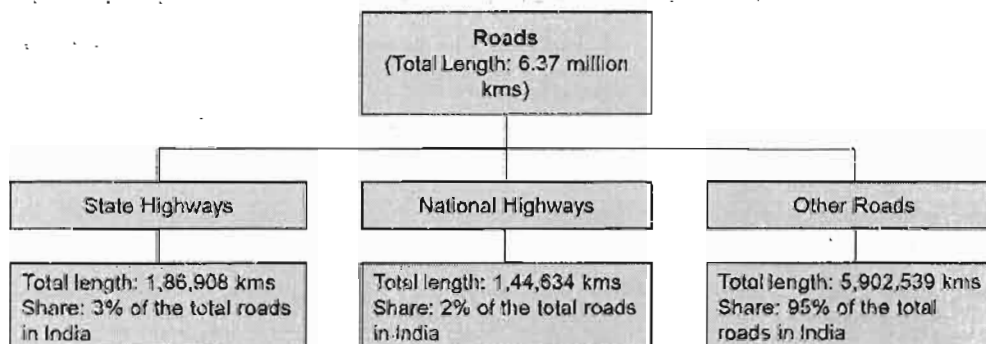 Roads
(Total Length: 6.37 million
kms)
State Highways
National Highways
Other Roads
Total length: 1,86,908 kms
Share: 3% of the total roads
in India
Total length: 1,44,634 kms
Share: 2% of the total roads
in India
Total length: 5,902,539 kms
Share: 95% of the total
roads in India